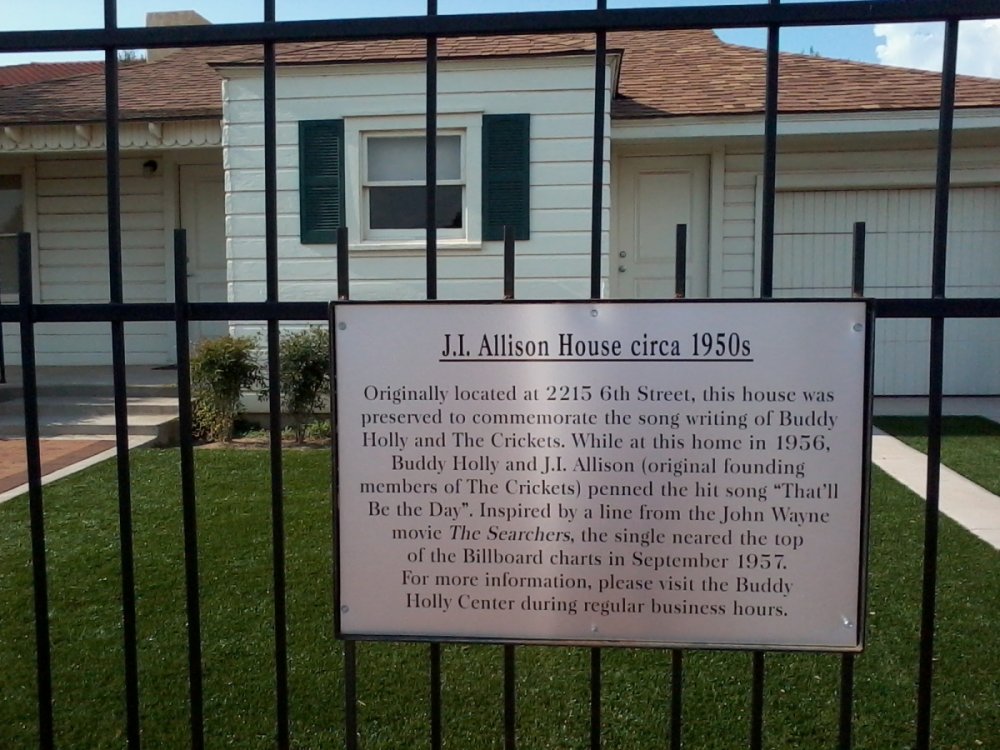 J.I. Allison House circa 1950s
Originally located at 2215 6th Street, this house was
preserved to commemorate the song writing of Buddy
Holly and The Crickets. While at this home in 1956,
Buddy Holly and J.I. Allison (original founding
members of The Crickets) penned the hit song “That’ll
Be the Day”. Inspired by a line from the John Wayne
movie The Searchers, the single neared the top
of the Billboard charts in September 1957.
For more information, please visit the Buddy
Holly Center during regular business hours.